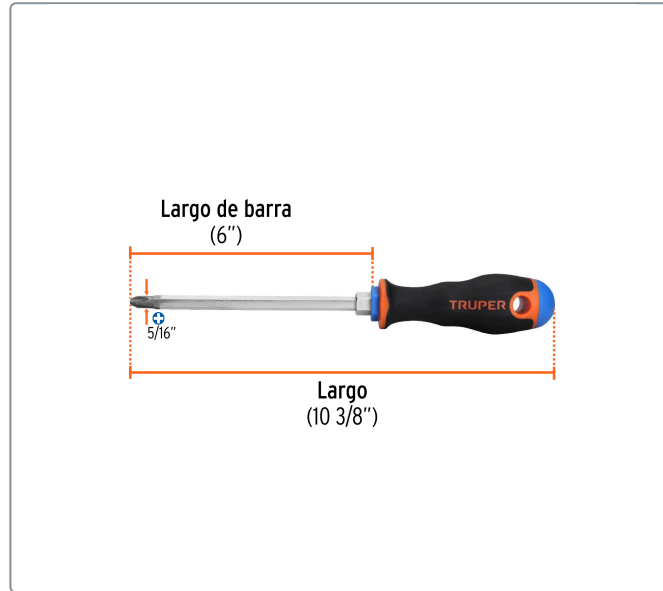 Largo de barra
(6”)
5/16”
TRUPER
Largo
(10 3/8”)